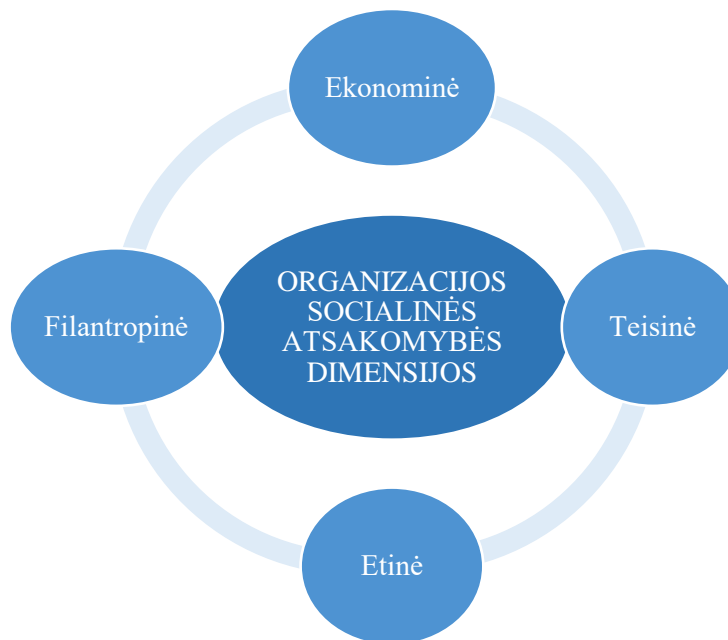 Ekonominė
Filantropinė
ORGANIZACIJOS
SOCIALINĖS
ATSAKOMYBĖS
DIMENSIJOS
Teisinė
Etinė